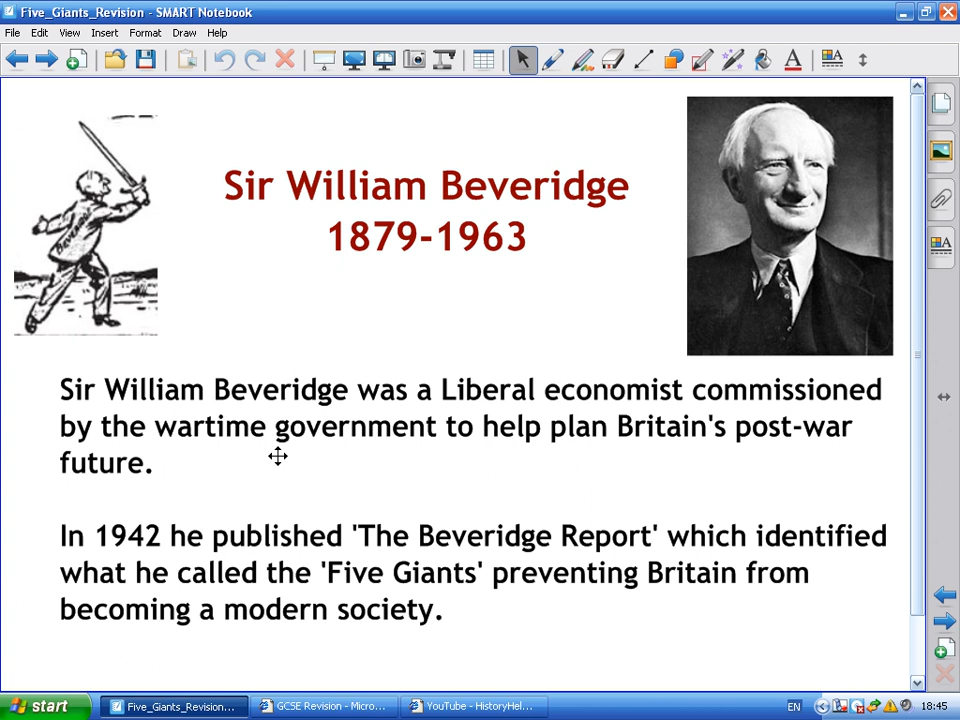 Five_Giants_Revision - SMART Notebook
File Edit View Insert Format Draw Help
Sir William Beveridge
1879-1963
Sir William Beveridge was a Liberal economist commissioned
by the wartime government to help plan Britain's post-war
future.
In 1942 he published 'The Beveridge Report' which identified
what he called the 'Five Giants' preventing Britain from
becoming a modern society.
start
Five_Giants_Revision...
GCSE Revision - Micro...
YouTube - HistoryHel...
EN
18:45